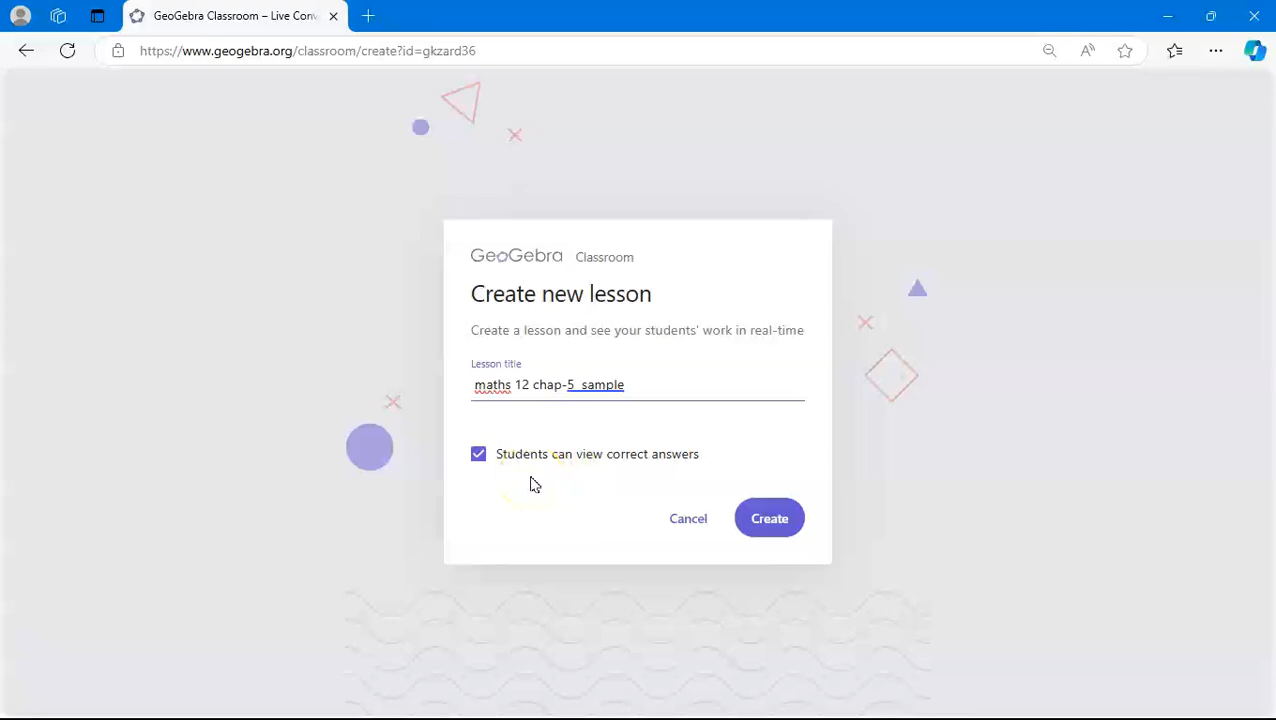 GeoGebra Classroom – Live Conv
https://www.geogebra.org/classroom/create?id=gkzard36
GeoGebra Classroom
Create new lesson
Create a lesson and see your students' work in real-time
Lesson title
maths 12 chap-5 sample
Students can view correct answers
Cancel
Create